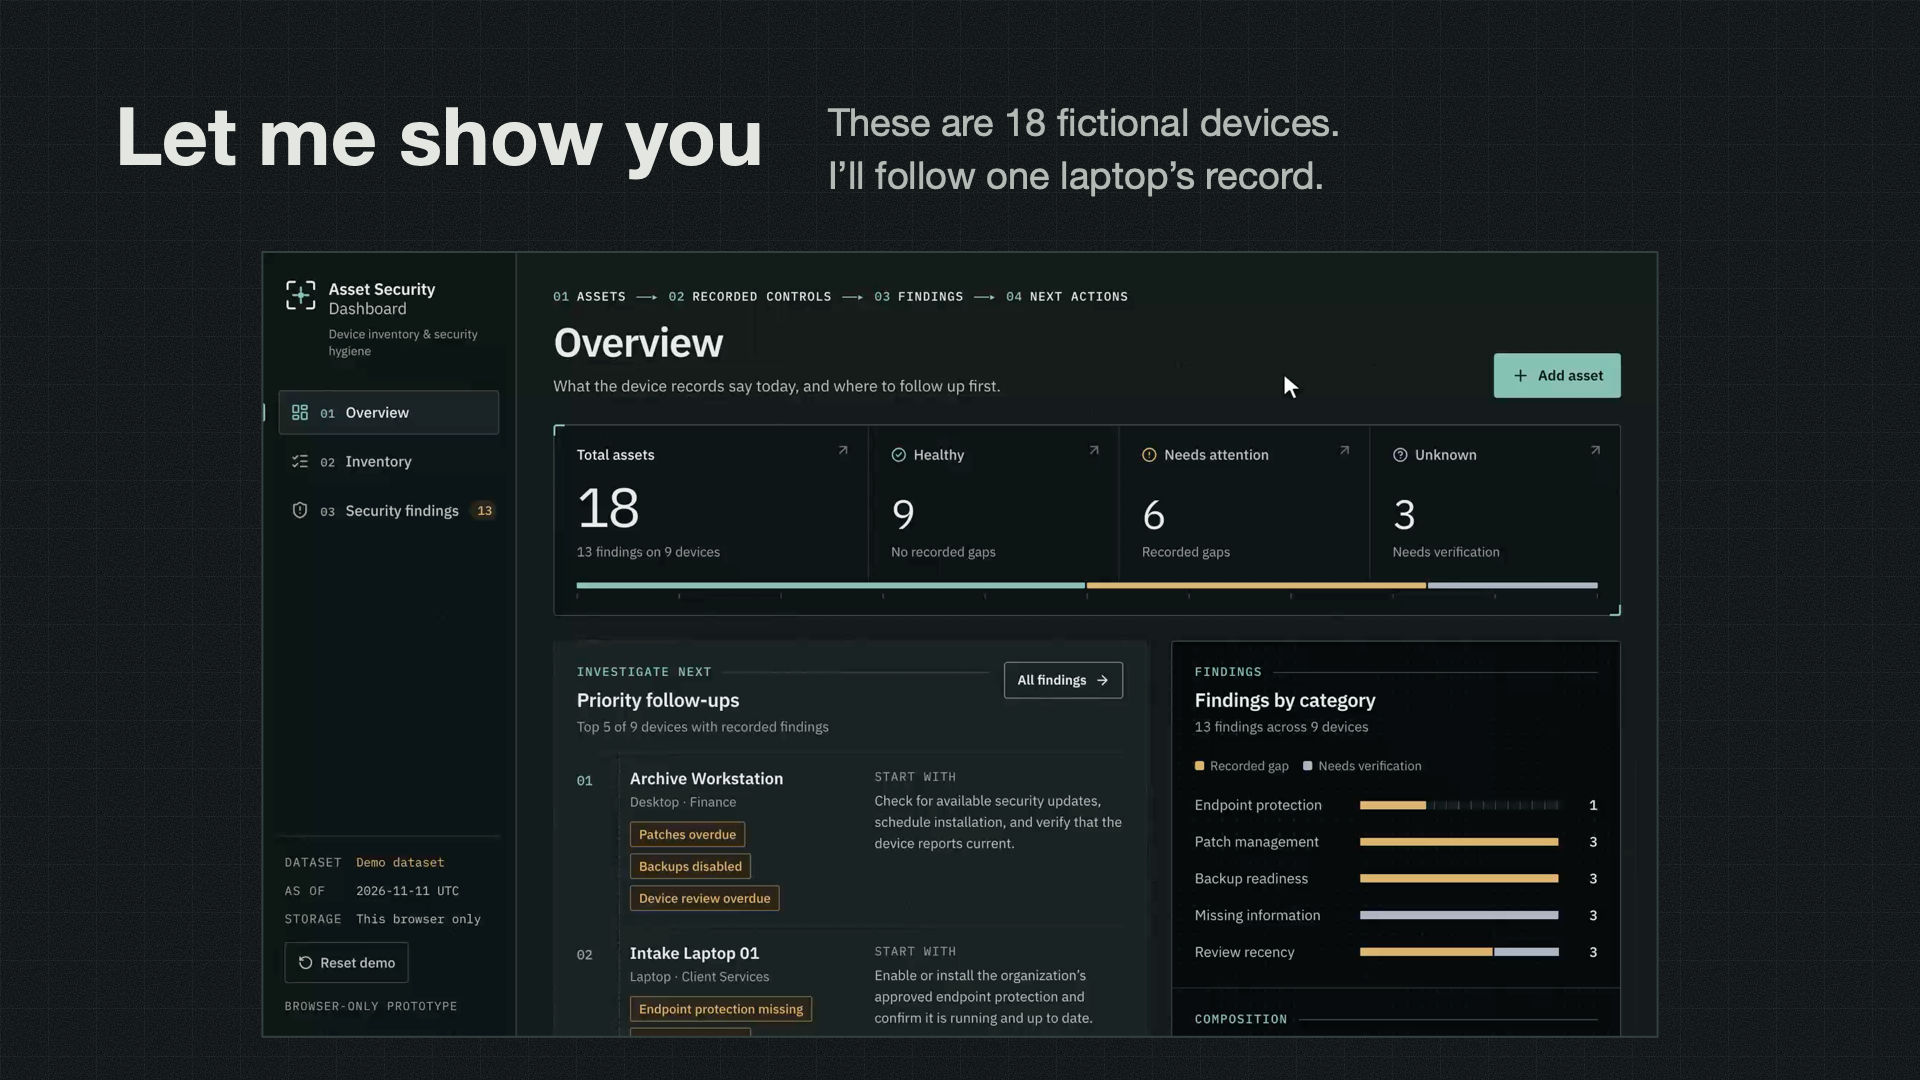 Let me show you
These are 18 fictional devices.
I'll follow one laptop's record.
Asset Security
Dashboard
Device inventory & security
hygiene
01 Overview
02 Inventory
03 Security findings 13
DATASET Demo dataset
AS OF 2026-11-11 UTC
STORAGE This browser only
Reset demo
BROWSER-ONLY PROTOTYPE
01 ASSETS → 02 RECORDED CONTROLS → 03 FINDINGS → 04 NEXT ACTIONS
Overview
What the device records say today, and where to follow up first.
+ Add asset
Total assets
18
13 findings on 9 devices
Healthy
9
No recorded gaps
Needs attention
6
Recorded gaps
Unknown
3
Needs verification
INVESTIGATE NEXT
Priority follow-ups
Top 5 of 9 devices with recorded findings
All findings →
01
Archive Workstation
Desktop · Finance
Patches overdue
Backups disabled
Device review overdue
START WITH
Check for available security updates,
schedule installation, and verify that the
device reports current.
02
Intake Laptop 01
Laptop · Client Services
Endpoint protection missing
START WITH
Enable or install the organization's
approved endpoint protection and
confirm it is running and up to date.
FINDINGS
Findings by category
13 findings across 9 devices
Recorded gap Needs verification
Endpoint protection 1
Patch management 3
Backup readiness 3
Missing information 3
Review recency 3
COMPOSITION